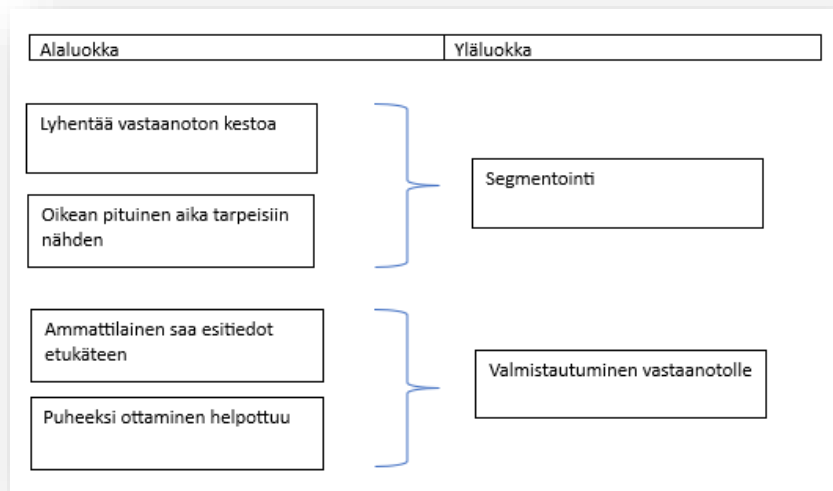 Alaluokka
Yläluokka
Lyhentää vastaanoton kestoa
Oikean pituinen aika tarpeisiin
nähden
Segmentointi
Ammattilainen saa esitiedot
etukäteen
Puheeksi ottaminen helpottuu
Valmistautuminen vastaanotolle